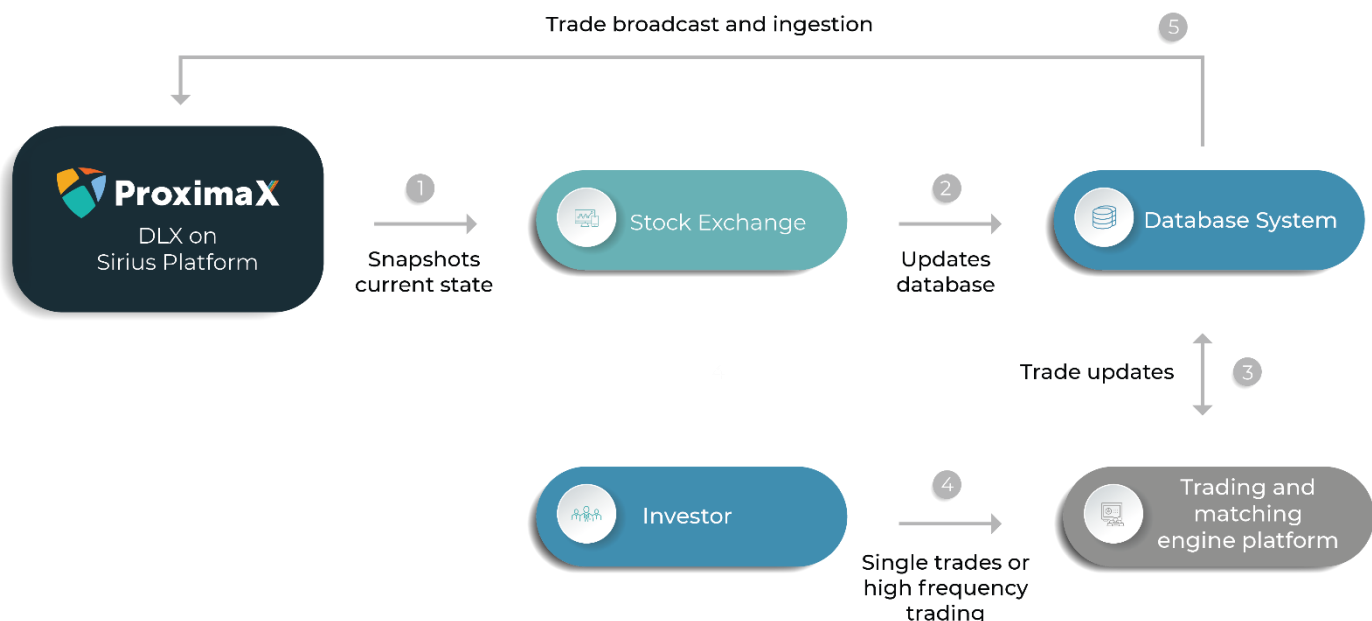 Trade broadcast and ingestion
5
ProximaX
DLX on
Sirius Platform
1
Snapshots
current state
Stock Exchange
2
Updates
database
Database System
Trade updates
3
Investor
4
Single trades or
high frequency
trading
Trading and
matching
engine platform